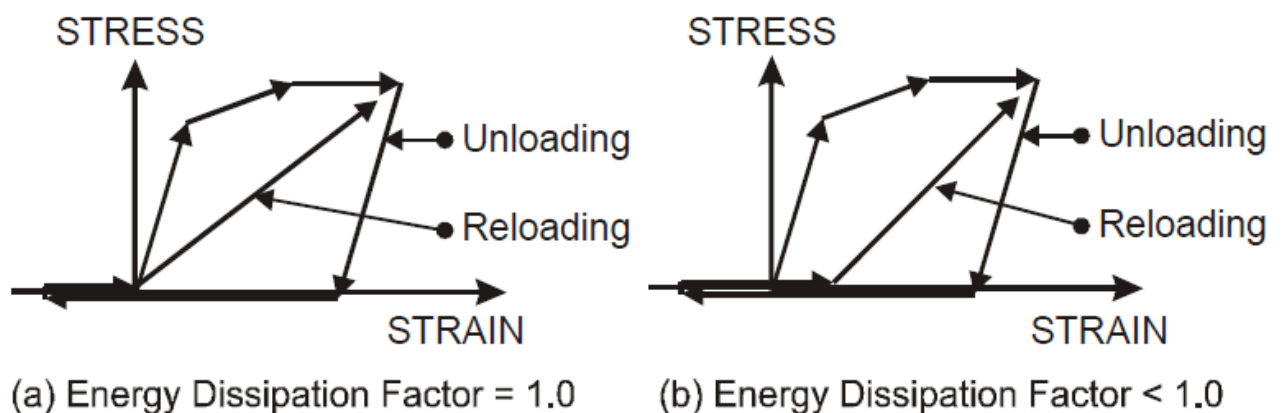 STRESS
Unloading
Reloading
STRAIN
(a) Energy Dissipation Factor = 1.0
STRESS
Unloading
Reloading
STRAIN
(b) Energy Dissipation Factor < 1.0